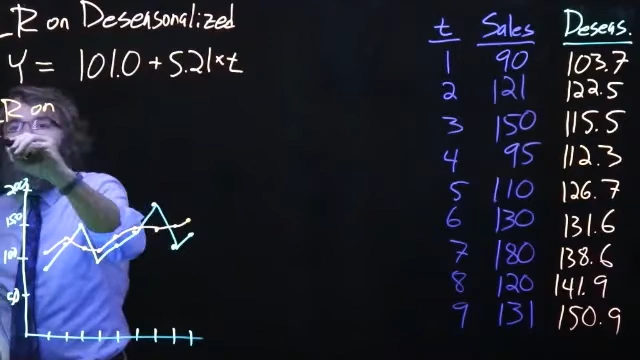 LR on Deseasonalized
Y = 101.0 + 5.21*t
LR on
200
150
100
50
t Sales Deseas.
1 90 103.7
2 121 122.5
3 150 115.5
4 95 112.3
5 110 126.7
6 130 131.6
7 180 138.6
8 120 141.9
9 131 150.9